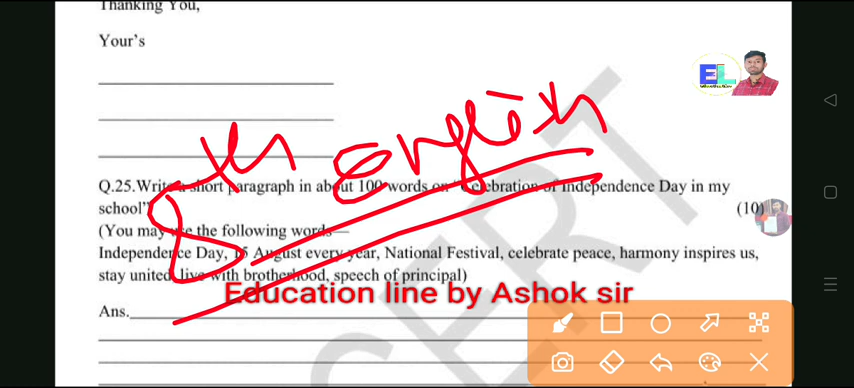 Thanking You,
Your's
8th English
Q.25.Write a short paragraph in about 100 words on "Celebration of Independence Day in my
school"
(10)
(You may use the following words—
Independence Day, 15 August every year, National Festival, celebrate peace, harmony inspires us,
stay united, live with brotherhood, speech of principal)
Education line by Ashok sir
Ans.
EL
CERT